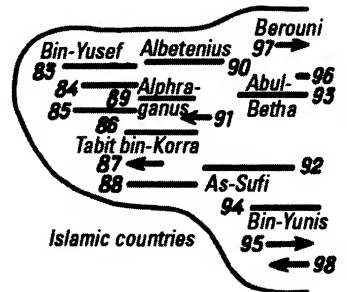 Berouni
97
Bin-Yusef Albetenius
83 90 96
84 89 Alphra- Abul- 93
85 ganus 91 Betha
86
Tabit bin-Korra
87 92
88 As-Sufi
94
Bin-Yunis
Islamic countries 95
98